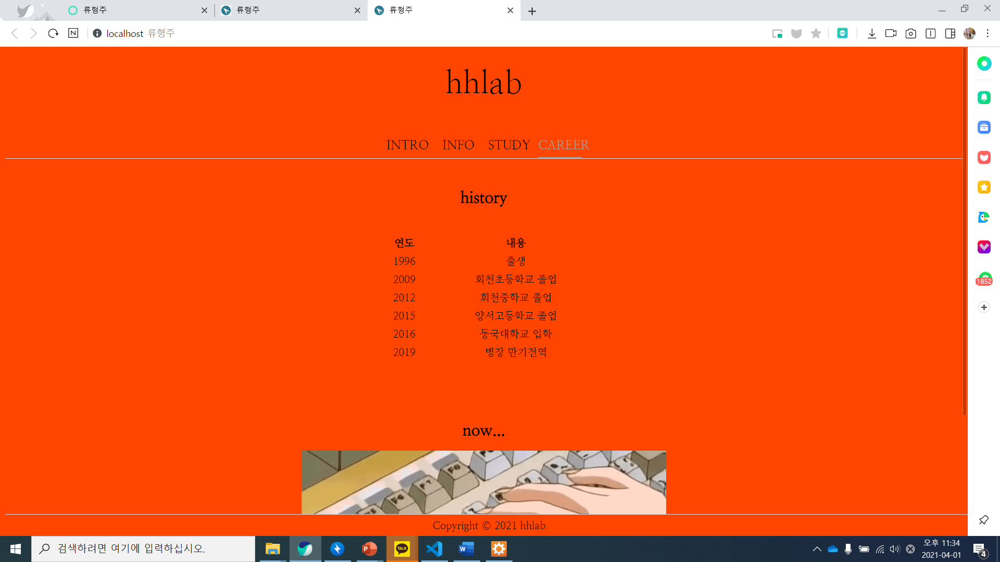 류형주
류형주
류형주
N
localhost 류형주
hhlab
INTRO INFO STUDY CAREER
history
연도 내용
1996 출생
2009 회천초등학교 졸업
2012 회천중학교 졸업
2015 양서고등학교 졸업
2016 동국대학교 입학
2019 병장 만기전역
1852
now...
F6
F7
Copyright © 2021 hhlab
검색하려면 여기에 입력하십시오.
P
TALK
W
오후 11:34
2021-04-01
4